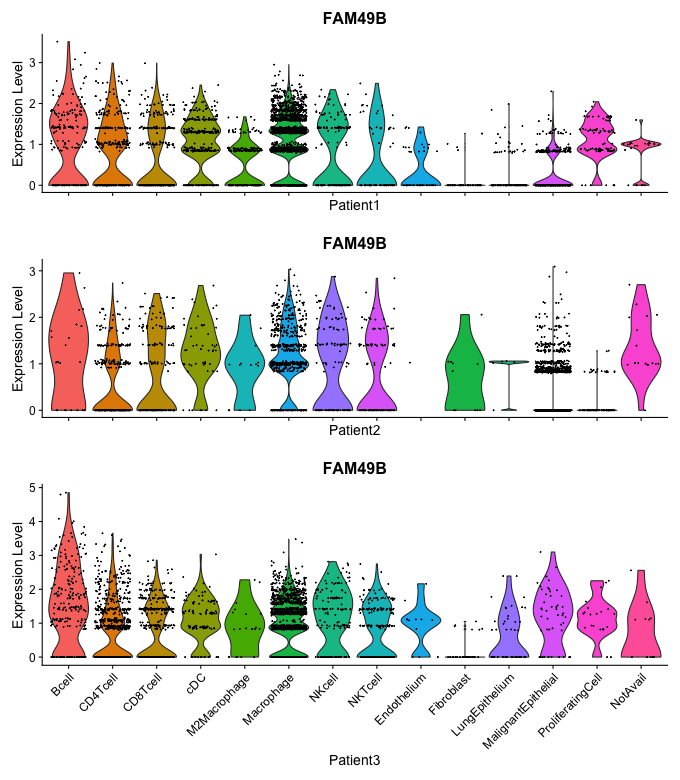 FAM49B
Expression Level
3
2
1
0
Patient1
FAM49B
Expression Level
3
2
1
0
Patient2
FAM49B
Expression Level
5
4
3
2
1
0
Bcell
CD4Tcell
CD8Tcell
cDC
M2Macrophage
Macrophage
NKcell
NKTcell
Endothelium
Fibroblast
LungEpithelium
MalignantEpithelial
ProliferatingCell
NotAvail
Patient3